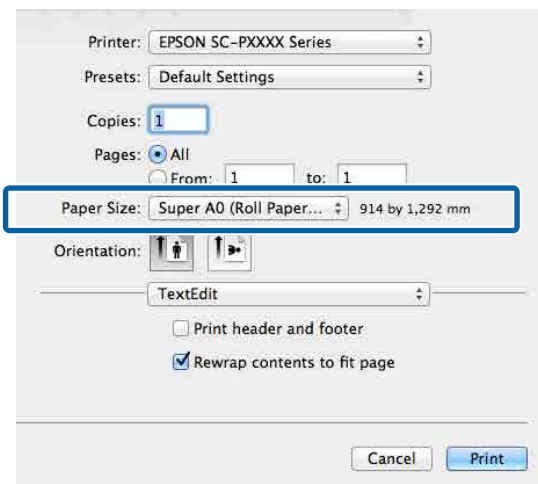 Printer: EPSON SC-PXXXX Series
Presets: Default Settings
Copies: 1
Pages: All
From: 1 to: 1
Paper Size: Super A0 (Roll Paper... 914 by 1,292 mm
Orientation:
TextEdit
Print header and footer
Rewrap contents to fit page
Cancel Print